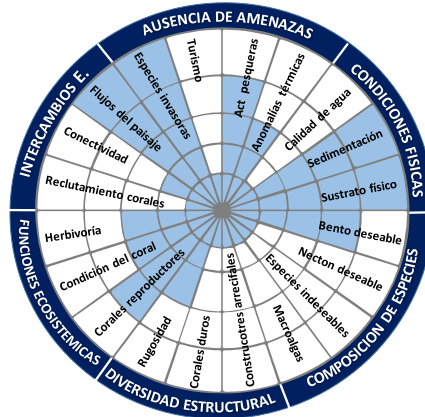 AUSENCIA DE AMENAZAS
CONDICIONES FISICAS
COMPOSICION DE ESPECIES
DIVERSIDAD ESTRUCTURAL
FUNCIONES ECOSISTEMICAS
INTERCAMBIOS E.
Turismo
Act pesqueras
Anomalías térmicas
Calidad de agua
Sedimentación
Sustrato físico
Bento deseable
Necton deseable
Especies indeseables
Macroalgas
Construcotres arrecifales
Corales duros
Rugosidad
Corales reproductores
Condición del coral
Herbivoría
Reclutamiento corales
Conectividad
Flujos del paisaje
Especies invasoras